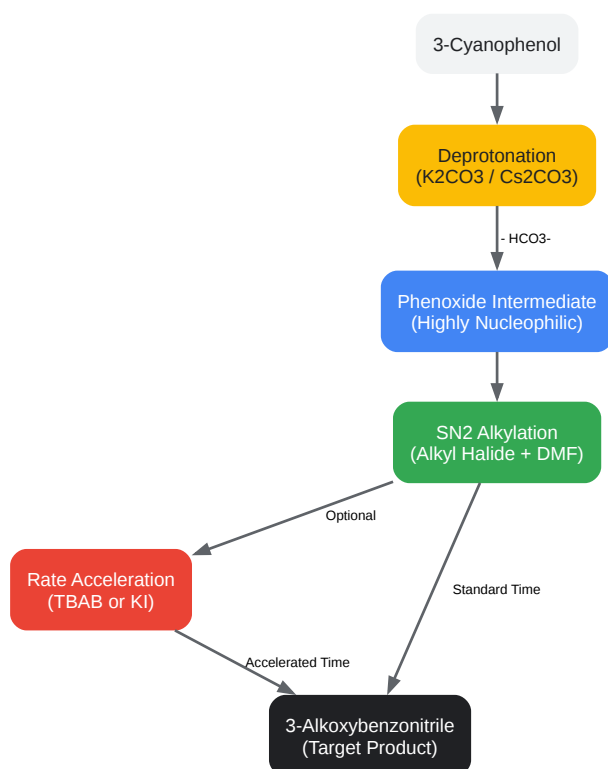 3-Cyanophenol
Deprotonation
(K2CO3 / Cs2CO3)
- HCO3-
Phenoxide Intermediate
(Highly Nucleophilic)
SN2 Alkylation
(Alkyl Halide + DMF)
Optional
Rate Acceleration
(TBAB or KI)
Standard Time
Accelerated Time
3-Alkoxybenzonitrile
(Target Product)